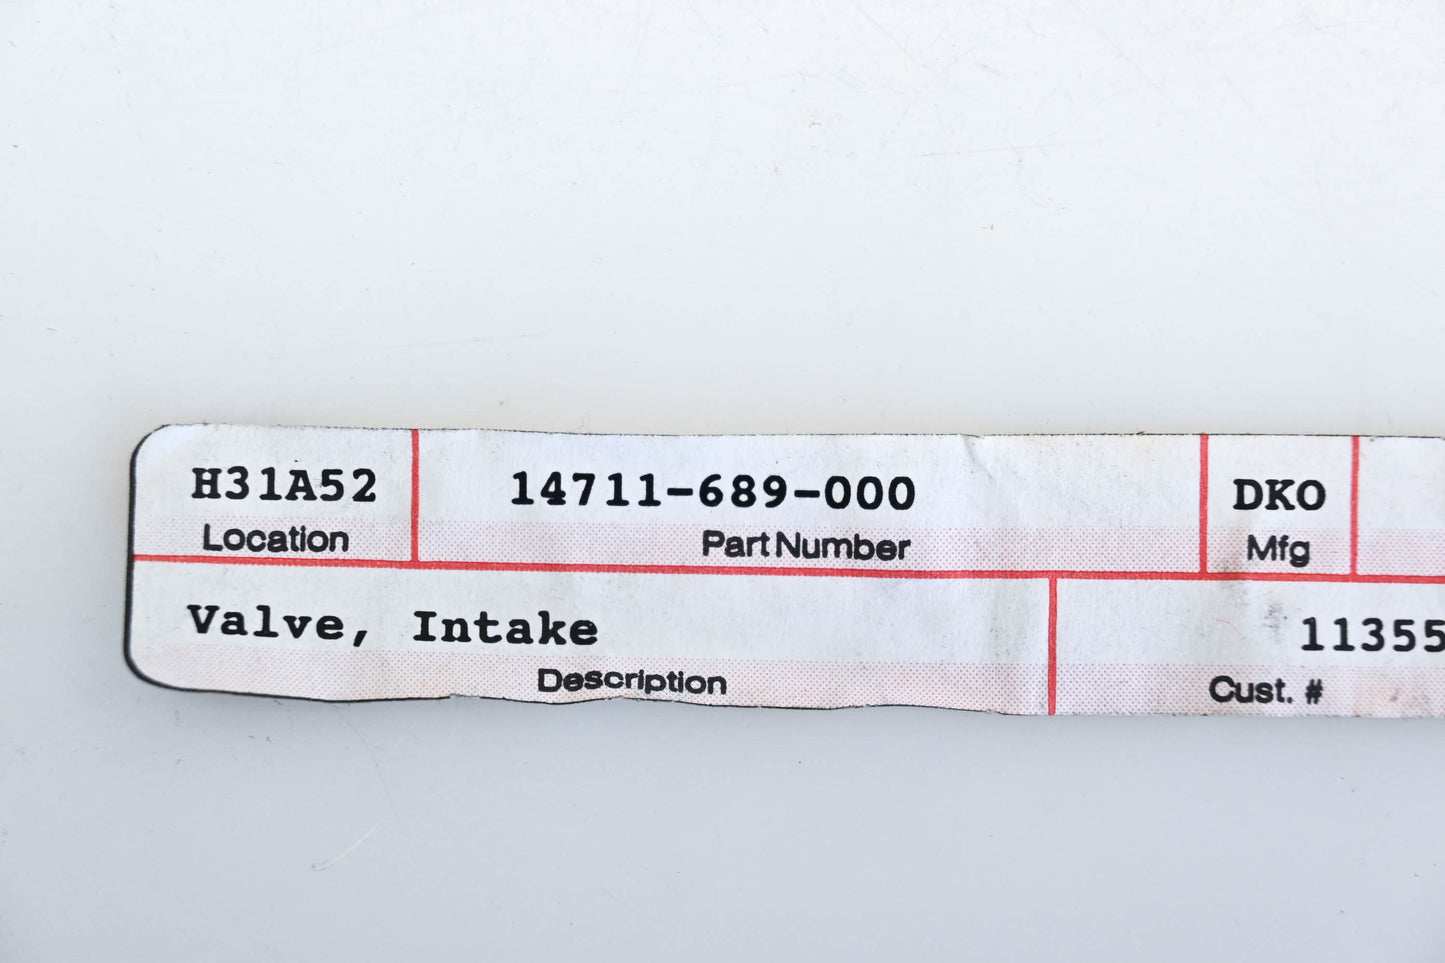 H31A52 14711-689-000 DKO
Location Part Number Mfg
Valve, Intake 11355
Description Cust. #